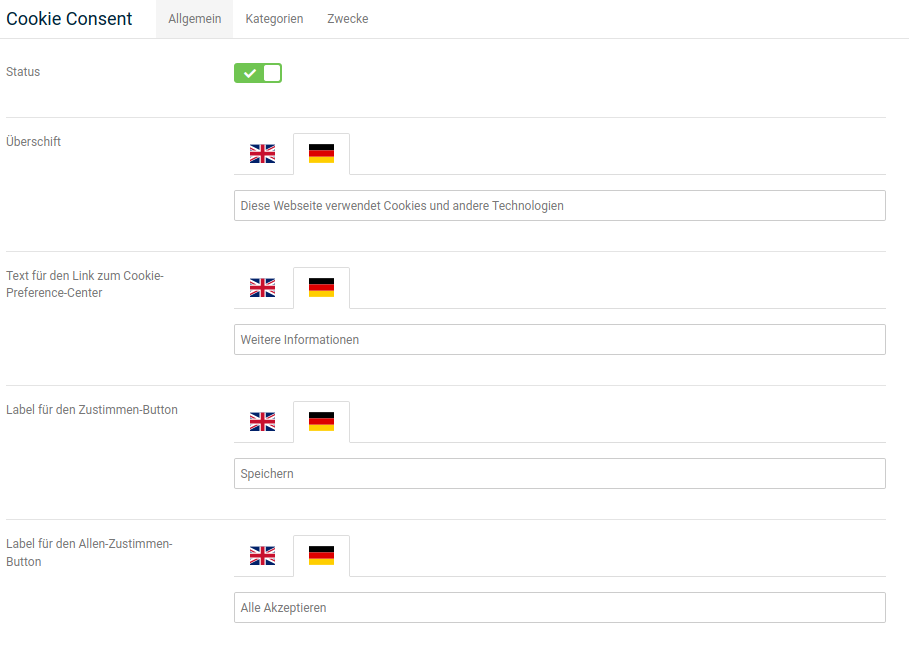 Cookie Consent Allgemein Kategorien Zwecke
Status
Überschift
Diese Webseite verwendet Cookies und andere Technologien
Text für den Link zum Cookie-
Preference-Center
Weitere Informationen
Label für den Zustimmen-Button
Speichern
Label für den Allen-Zustimmen-
Button
Alle Akzeptieren